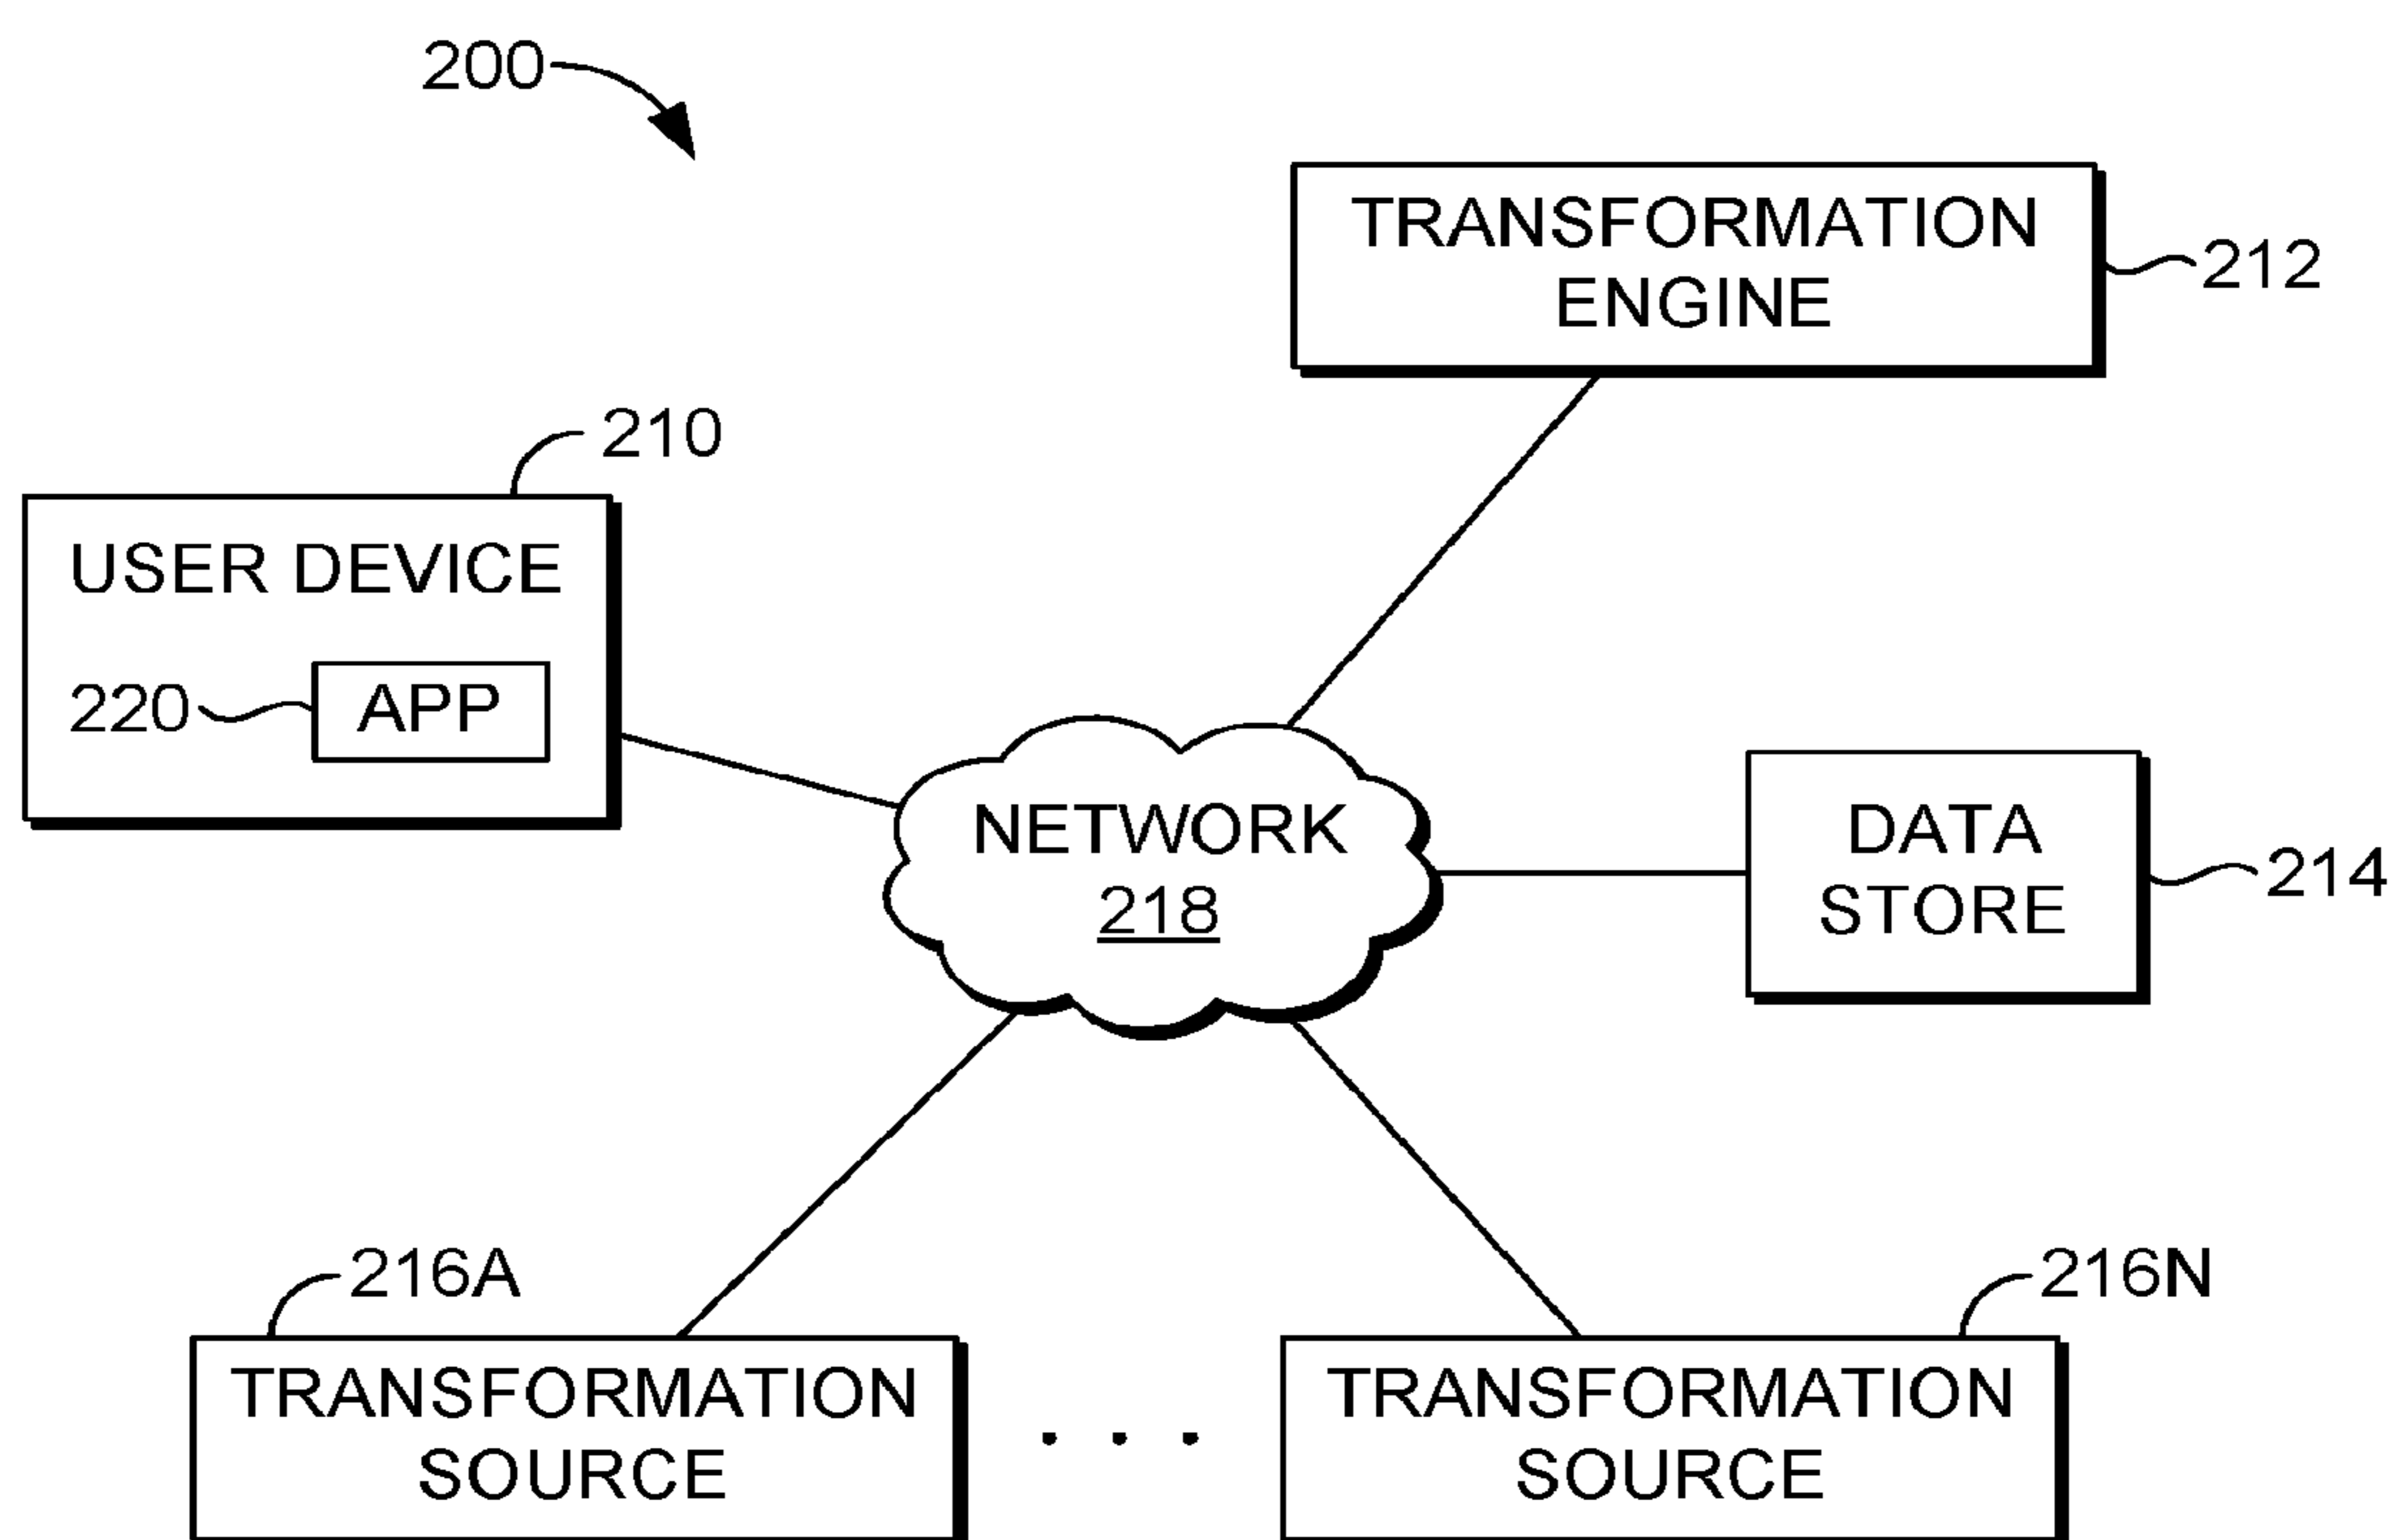 200
TRANSFORMATION
ENGINE
212
210
USER DEVICE
220
APP
NETWORK
218
DATA
STORE
214
216A
TRANSFORMATION
SOURCE
. . .
216N
TRANSFORMATION
SOURCE